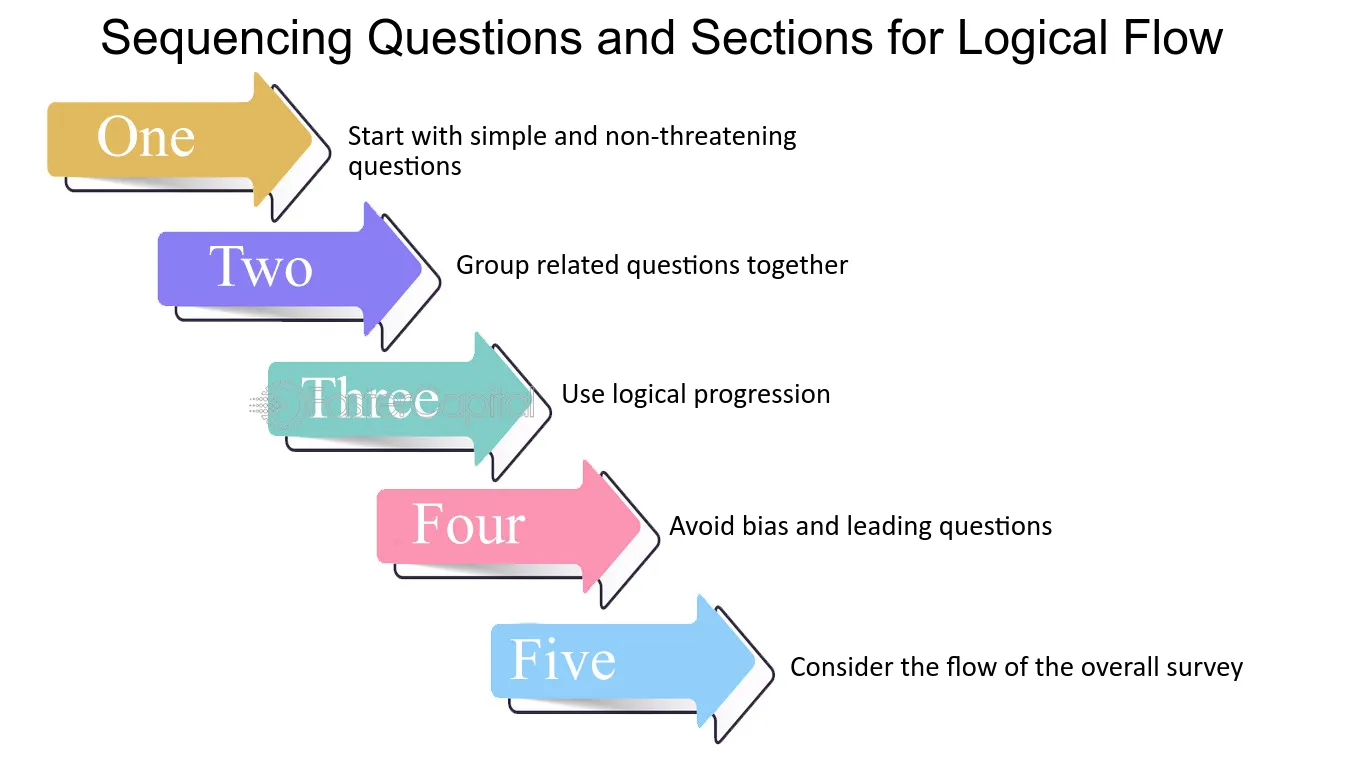 Sequencing Questions and Sections for Logical Flow
One
Start with simple and non-threatening
questions
Two
Group related questions together
Three
FasterCapital
Use logical progression
Four
Avoid bias and leading questions
Five
Consider the flow of the overall survey